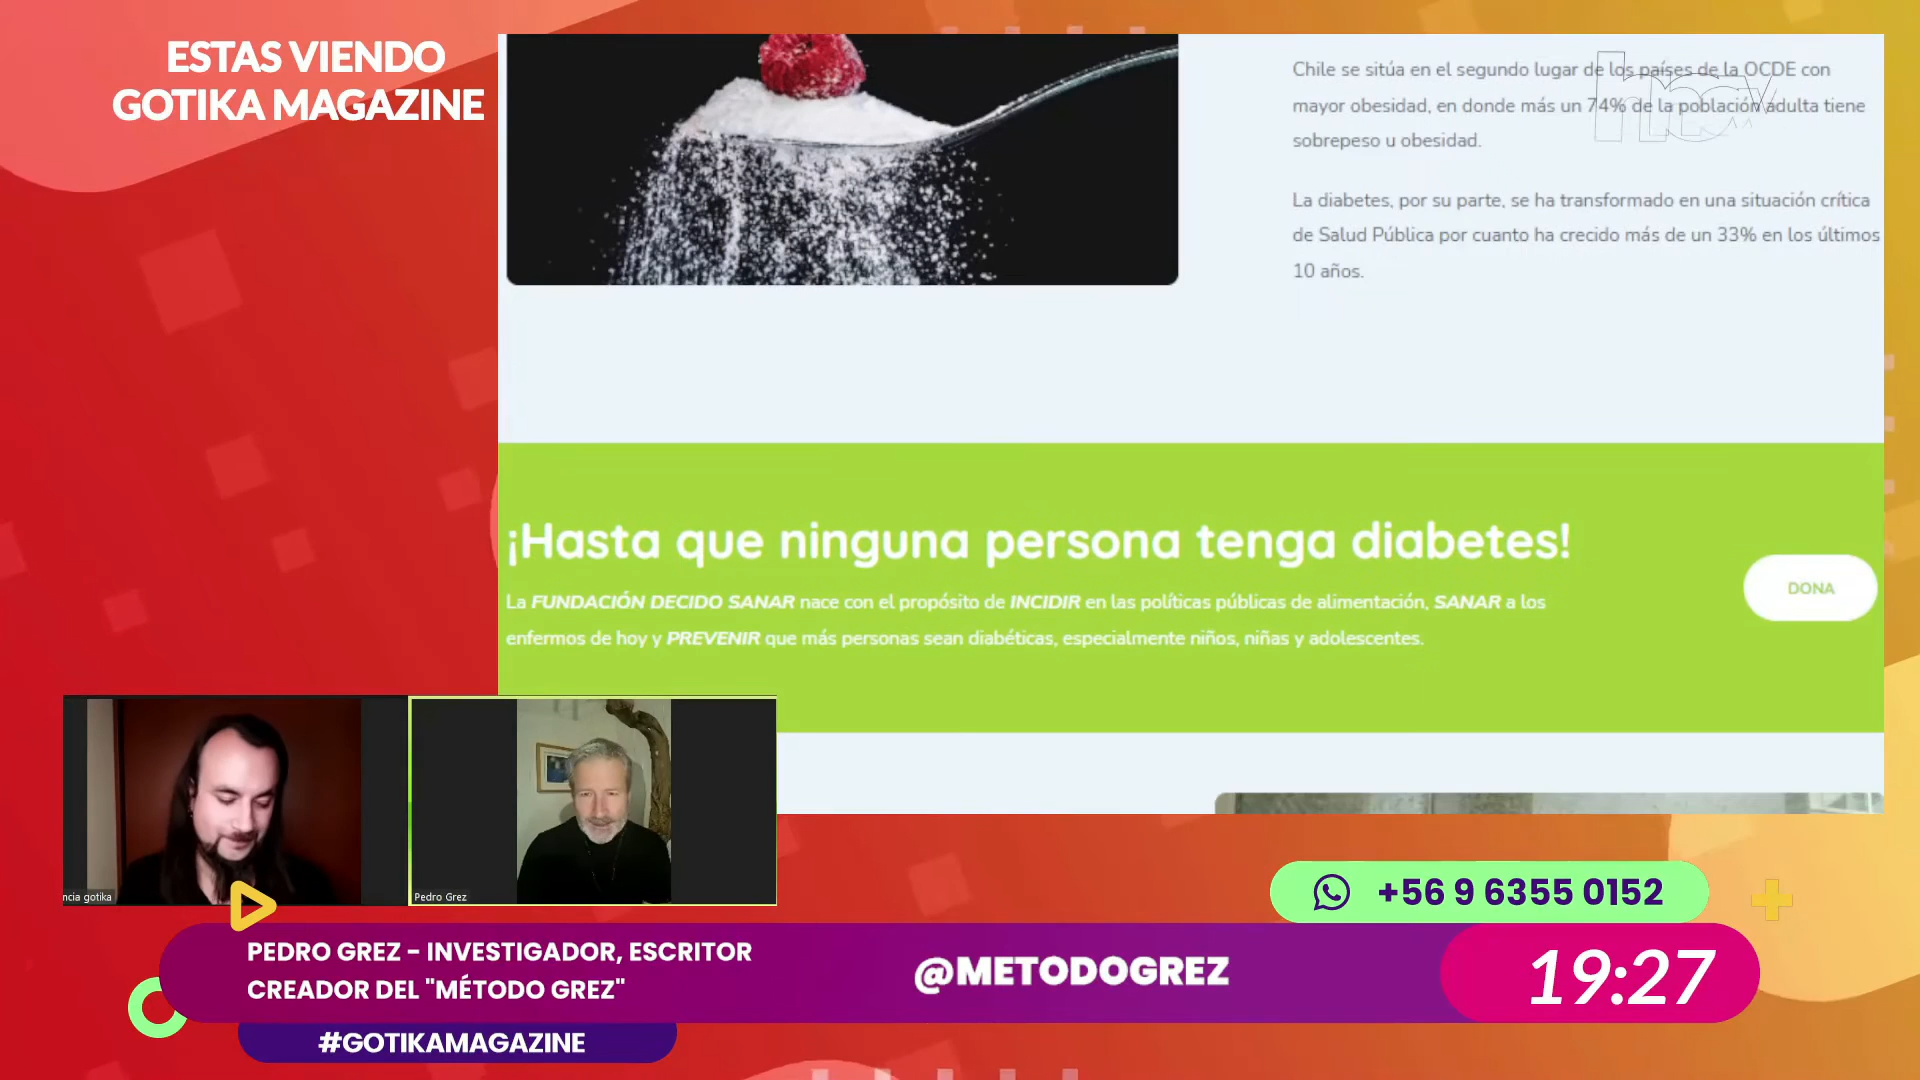 ESTAS VIENDO
GOTIKA MAGAZINE
Chile se sitúa en el segundo lugar de los países de la OCDE con
mayor obesidad, en donde más un 74% de la población adulta tiene
sobrepeso u obesidad.
La diabetes, por su parte, se ha transformado en una situación crítica
de Salud Pública por cuanto ha crecido más de un 33% en los últimos
10 años.
¡Hasta que ninguna persona tenga diabetes!
La FUNDACIÓN DECIDO SANAR nace con el propósito de INCIDIR en las políticas públicas de alimentación, SANAR a los
enfermos de hoy y PREVENIR que más personas sean diabéticas, especialmente niños, niñas y adolescentes.
DONA
ncia gotika
Pedro Grez
+56 9 6355 0152
PEDRO GREZ - INVESTIGADOR, ESCRITOR
CREADOR DEL "MÉTODO GREZ"
@METODOGREZ
19:27
#GOTIKAMAGAZINE